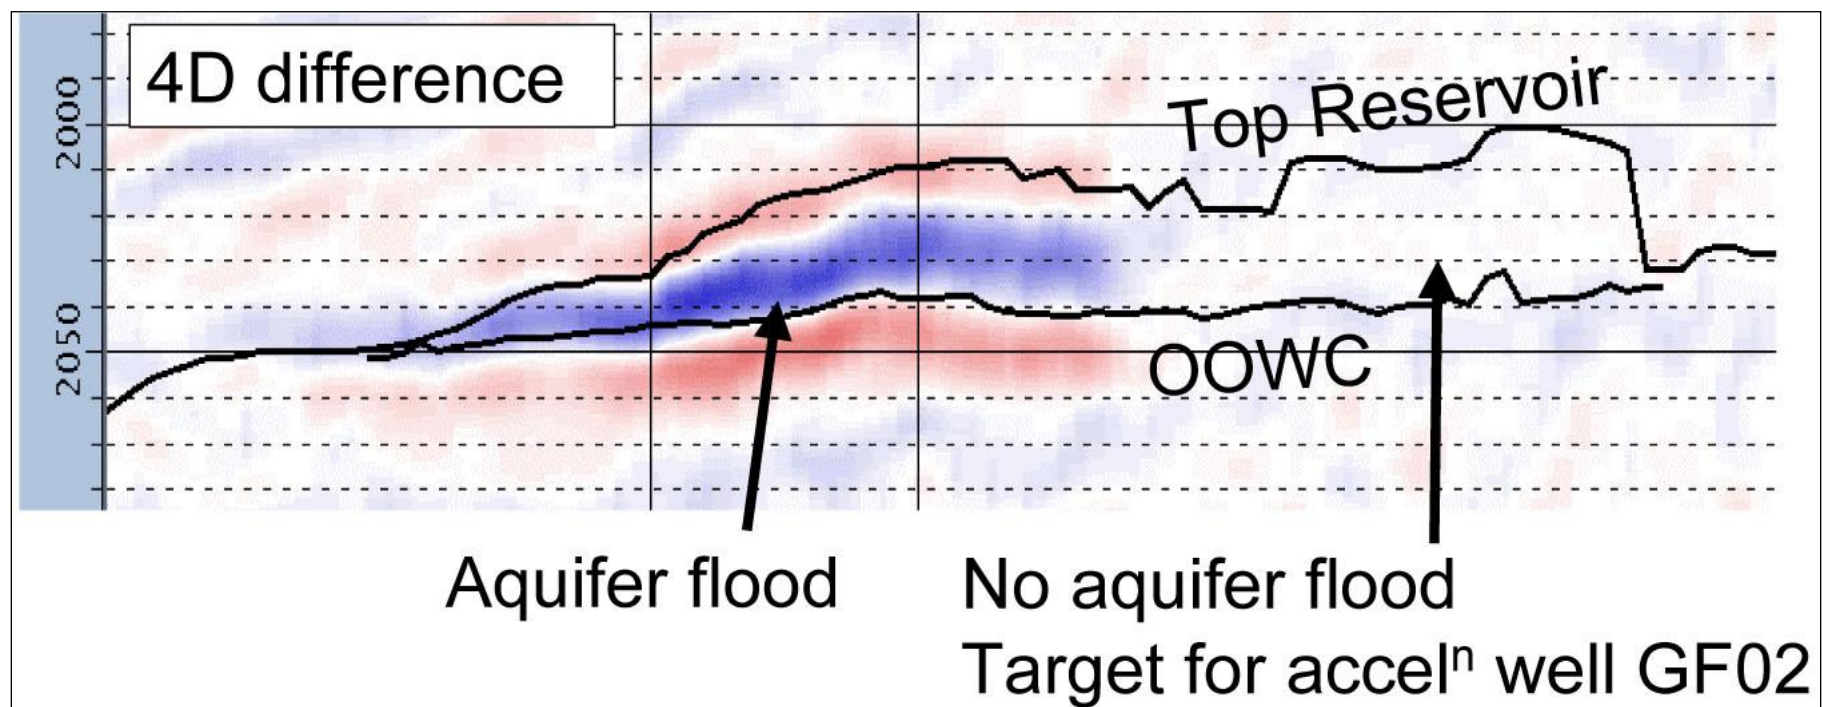 4D difference
2000
Top Reservoir
2050
OOWC
Aquifer flood
No aquifer flood
Target for accelⁿ well GF02